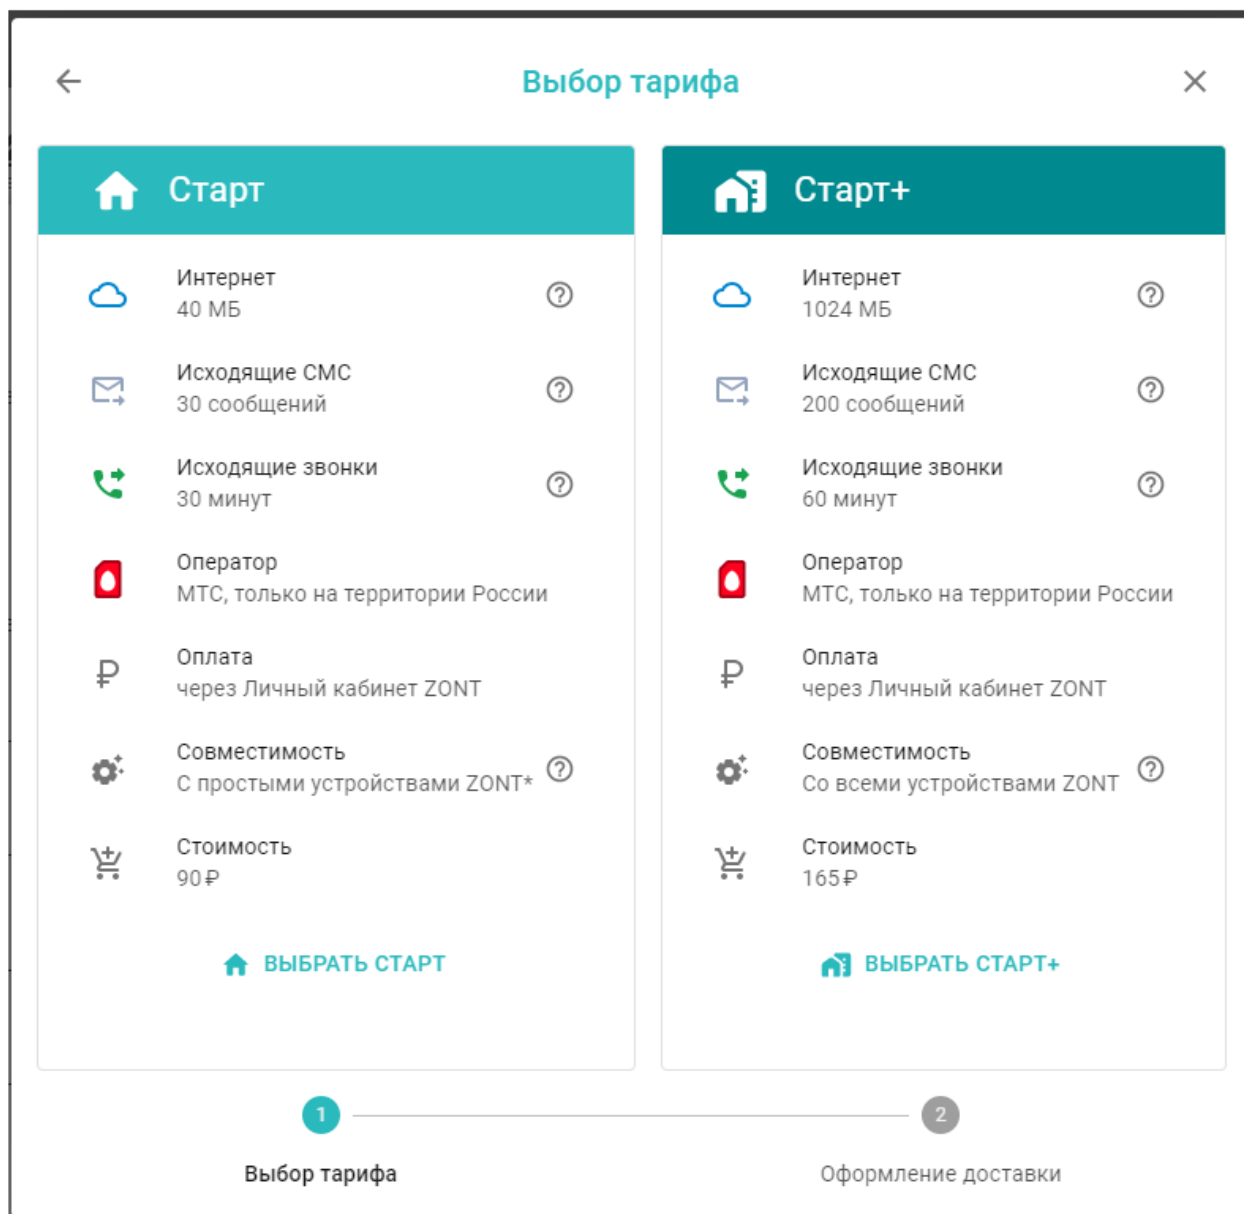 Выбор тарифа
Старт
Интернет
40 МБ
Исходящие СМС
30 сообщений
Исходящие звонки
30 минут
Оператор
МТС, только на территории России
Оплата
через Личный кабинет ZONT
Совместимость
С простыми устройствами ZONT*
Стоимость
90₽
ВЫБРАТЬ СТАРТ
Старт+
Интернет
1024 МБ
Исходящие СМС
200 сообщений
Исходящие звонки
60 минут
Оператор
МТС, только на территории России
Оплата
через Личный кабинет ZONT
Совместимость
Со всеми устройствами ZONT
Стоимость
165₽
ВЫБРАТЬ СТАРТ+
1
Выбор тарифа
2
Оформление доставки